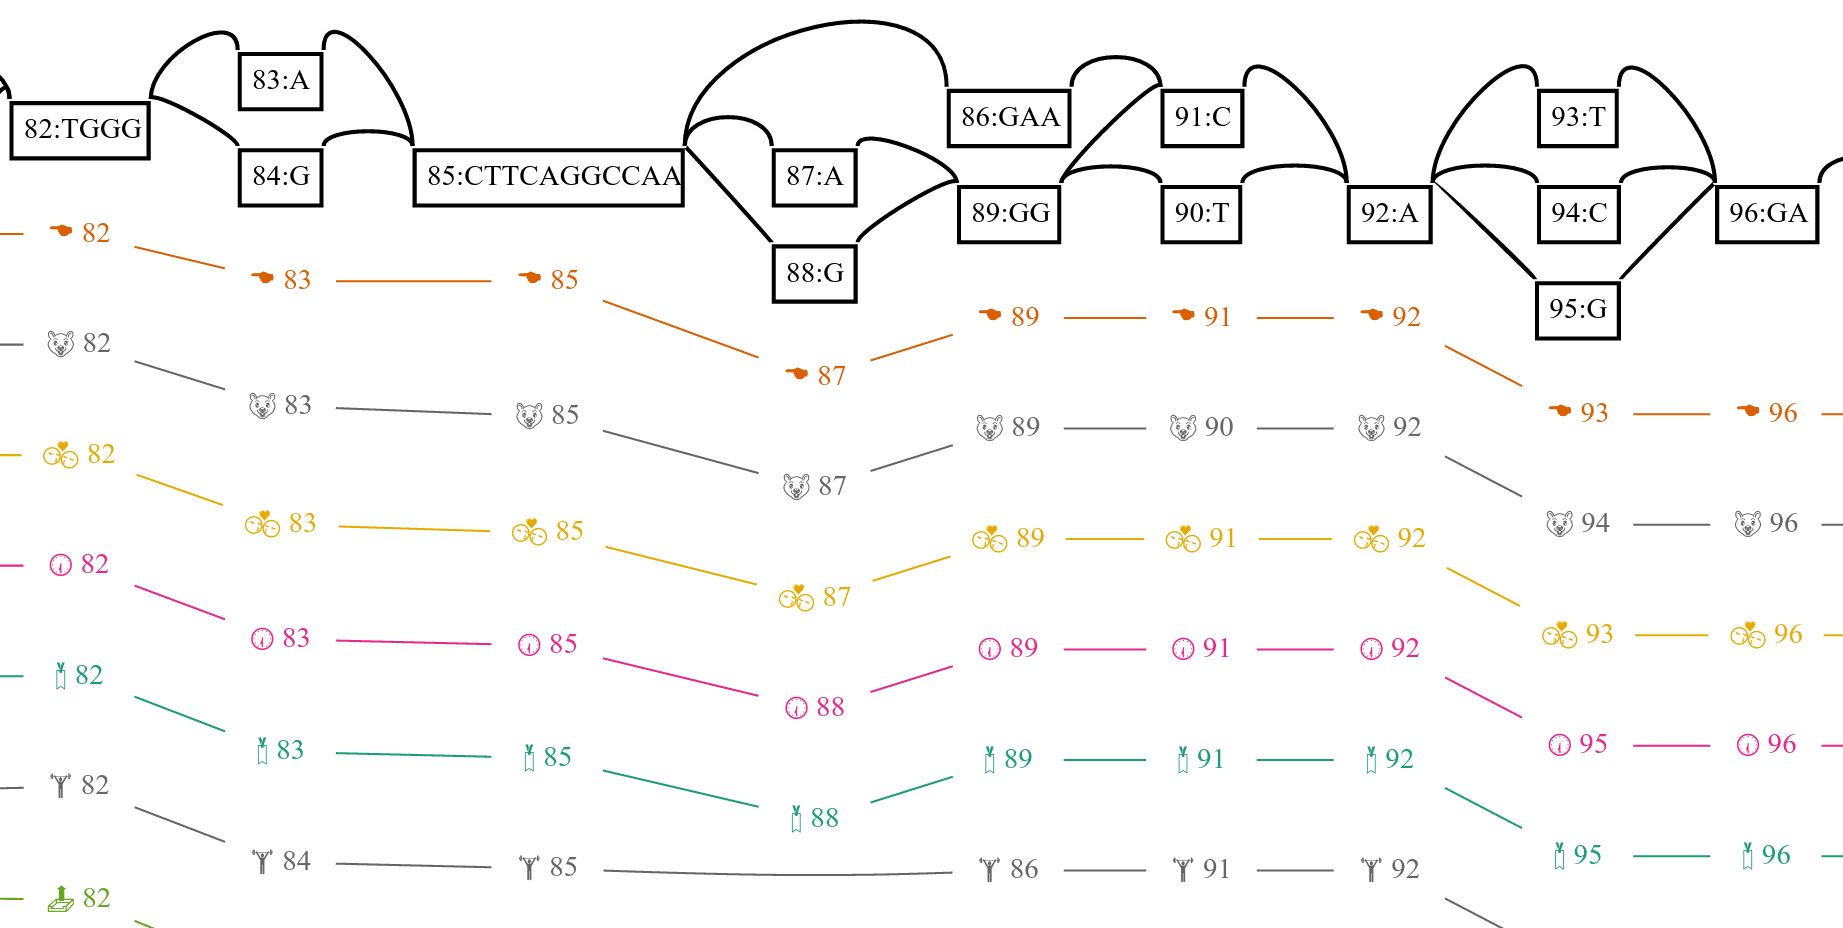 83:A
86:GAA 91:C 93:T
82:TGGG
84:G 85:CTTCAGGCCAA 87:A
89:GG 90:T 92:A 94:C 96:GA
88:G
95:G
82 83 85 87 89 91 92 93 96
82 83 85 87 89 90 92 94 96
82 83 85 87 89 91 92 93 96
82 83 85 88 89 91 92 95 96
82 83 85 88 89 91 92 95 96
82 84 85 86 91 92
82